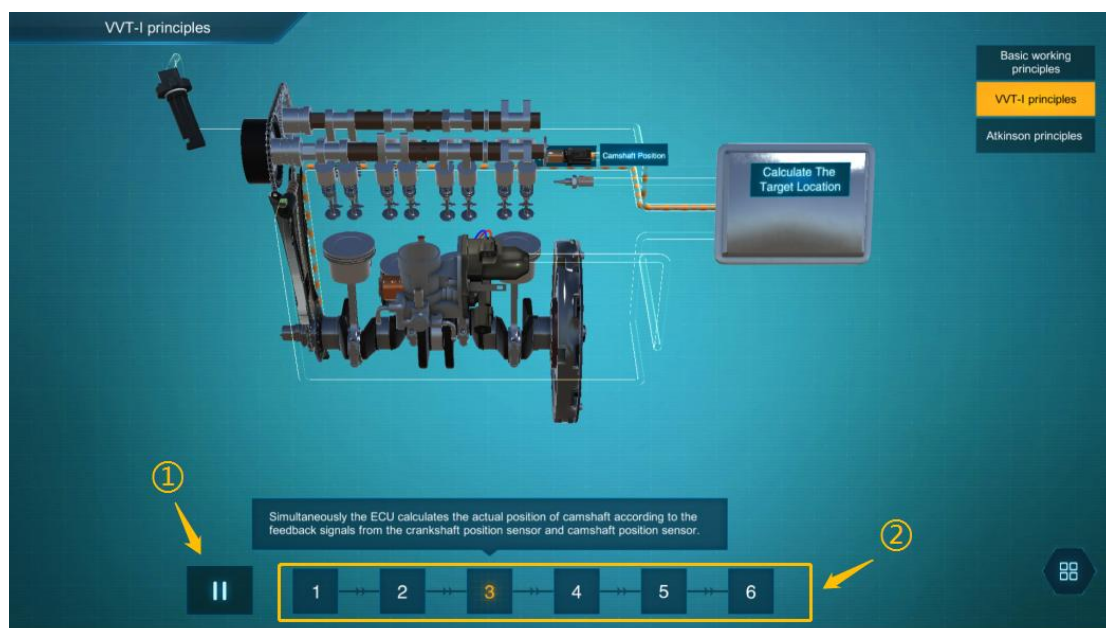 VVT-I principles
Basic working
principles
VVT-I principles
Atkinson principles
Camshaft Position
Calculate The
Target Location
①
Simultaneously the ECU calculates the actual position of camshaft according to the
feedback signals from the crankshaft position sensor and camshaft position sensor.
②
1 2 3 4 5 6